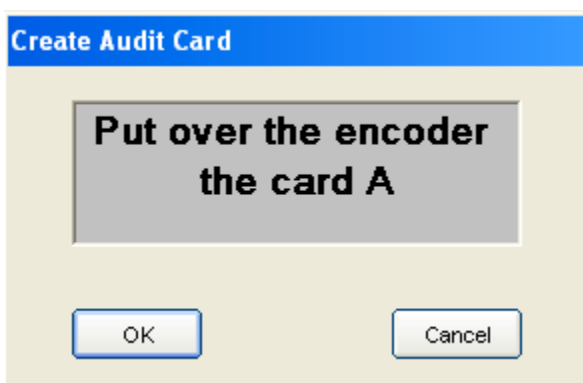 Create Audit Card
Put over the encoder
the card A
OK
Cancel